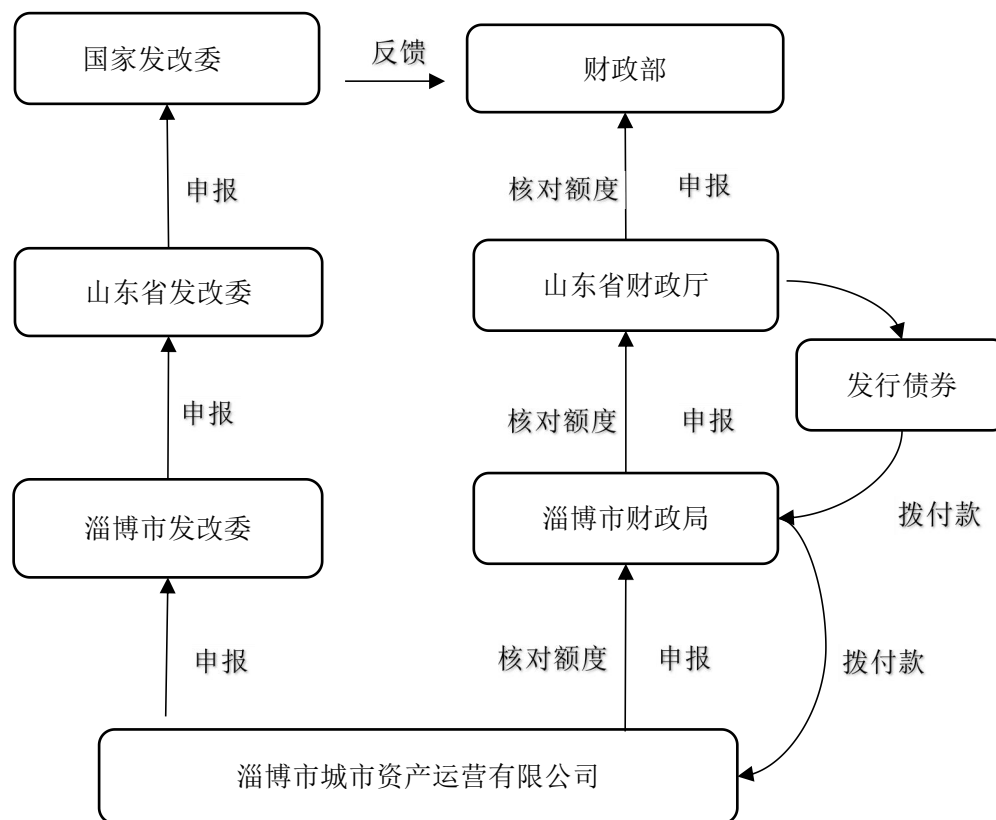 国家发改委
反馈
财政部
申报
核对额度
申报
山东省发改委
山东省财政厅
发行债券
申报
核对额度
申报
淄博市发改委
淄博市财政局
拨付款
申报
核对额度
申报
拨付款
淄博市城市资产运营有限公司